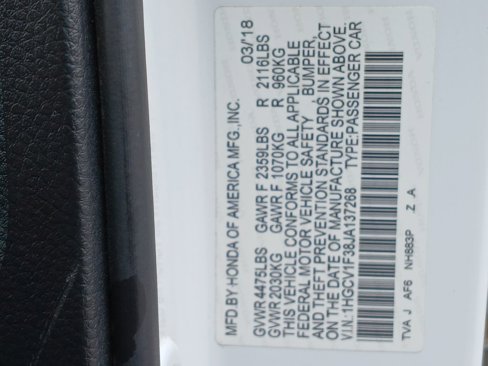 MFD.BY HONDA OF AMERICA MFG.,INC. 03/'18
GVWR 4475LBS GAWR F 2359LBS R 2116LBS
GVWR 2030KG GAWR F 1070KG R 960KG
THIS VEHICLE CONFORMS TO ALL APPLICABLE
FEDERAL MOTOR VEHICLE SAFETY BUMPER,
AND THEFT PREVENTION STANDARDS IN EFFECT
ON THE DATE OF MANUFACTURE SHOWN ABOVE.
V.I.N.:1HGCV1F38JA137268 TYPE:PASSENGER CAR
TVA J AF6 NH883P Z A